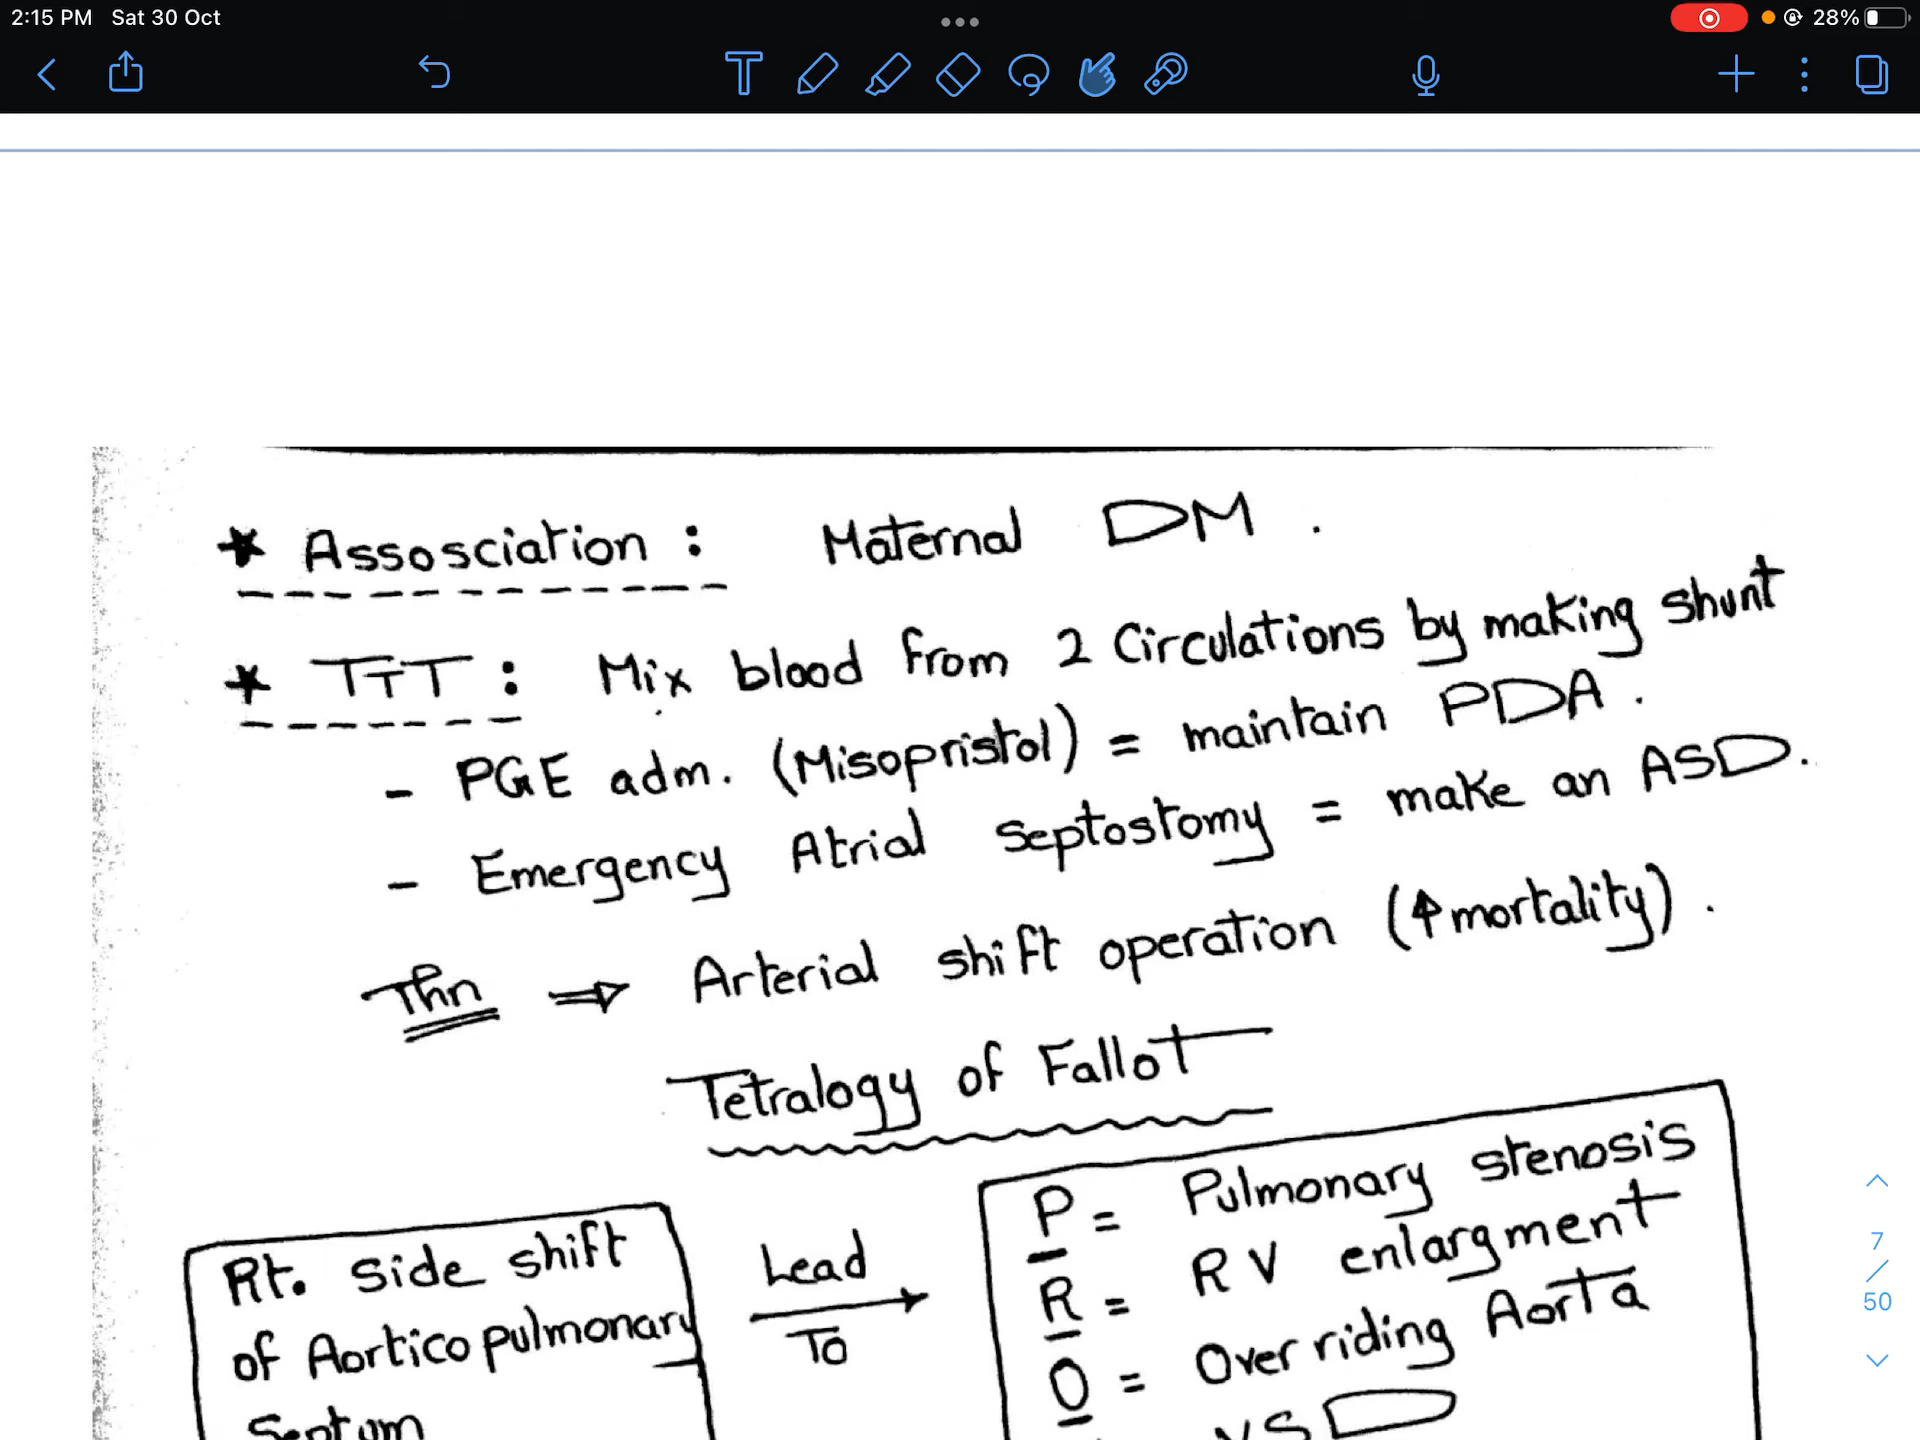 2:15 PM Sat 30 Oct
28%
* Assosciation : Maternal DM .
* TTT : Mix blood from 2 Circulations by making shunt
- PGE adm. (Misopristol) = maintain PDA .
- Emergency Atrial Septostomy = make an ASD.
Thn ⇒ Arterial shift operation (↑ mortality) .
Tetralogy of Fallot
Rt. Side shift
of Aortico pulmonary
Septum
Lead
To
P = Pulmonary stenosis
R = RV enlargment
O = Over riding Aorta
VSD
7
/
50